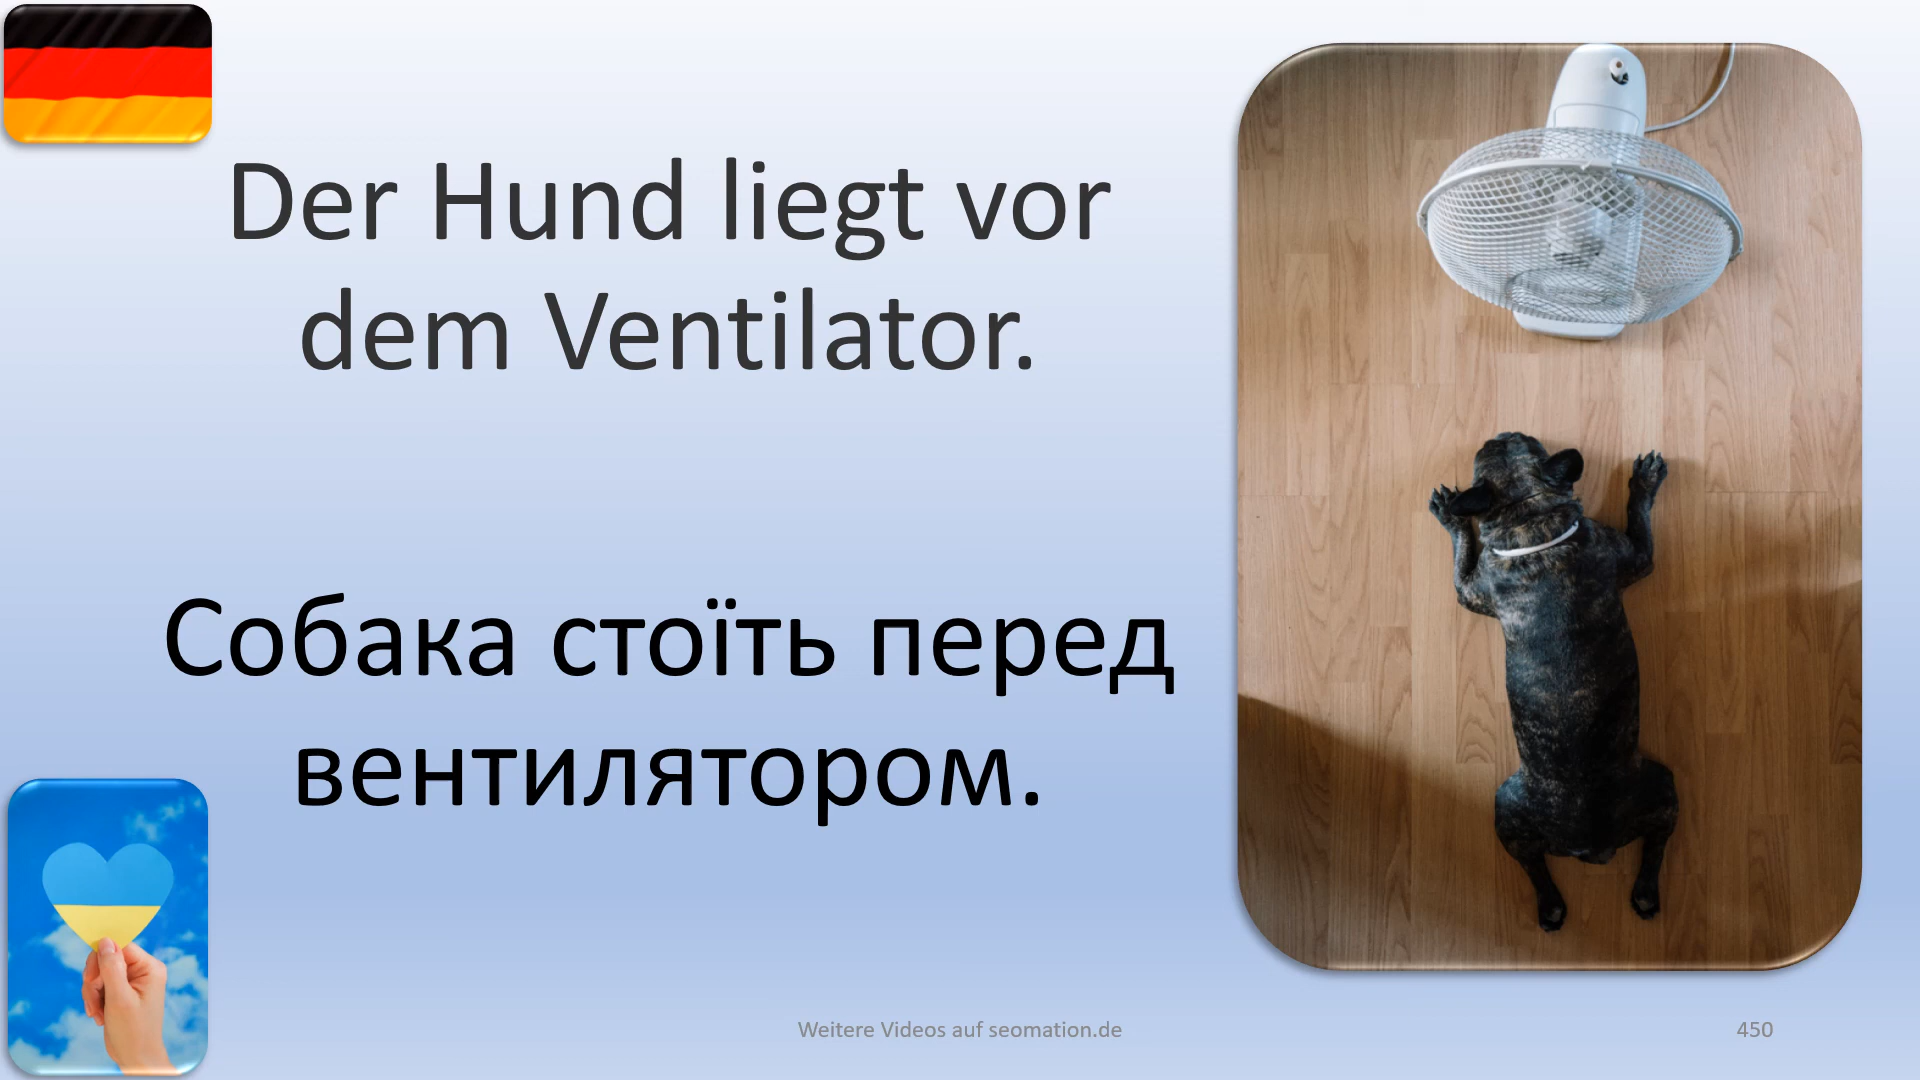 Der Hund liegt vor
dem Ventilator.
Собака стоїть перед
вентилятором.
Weitere Videos auf seomation.de
450